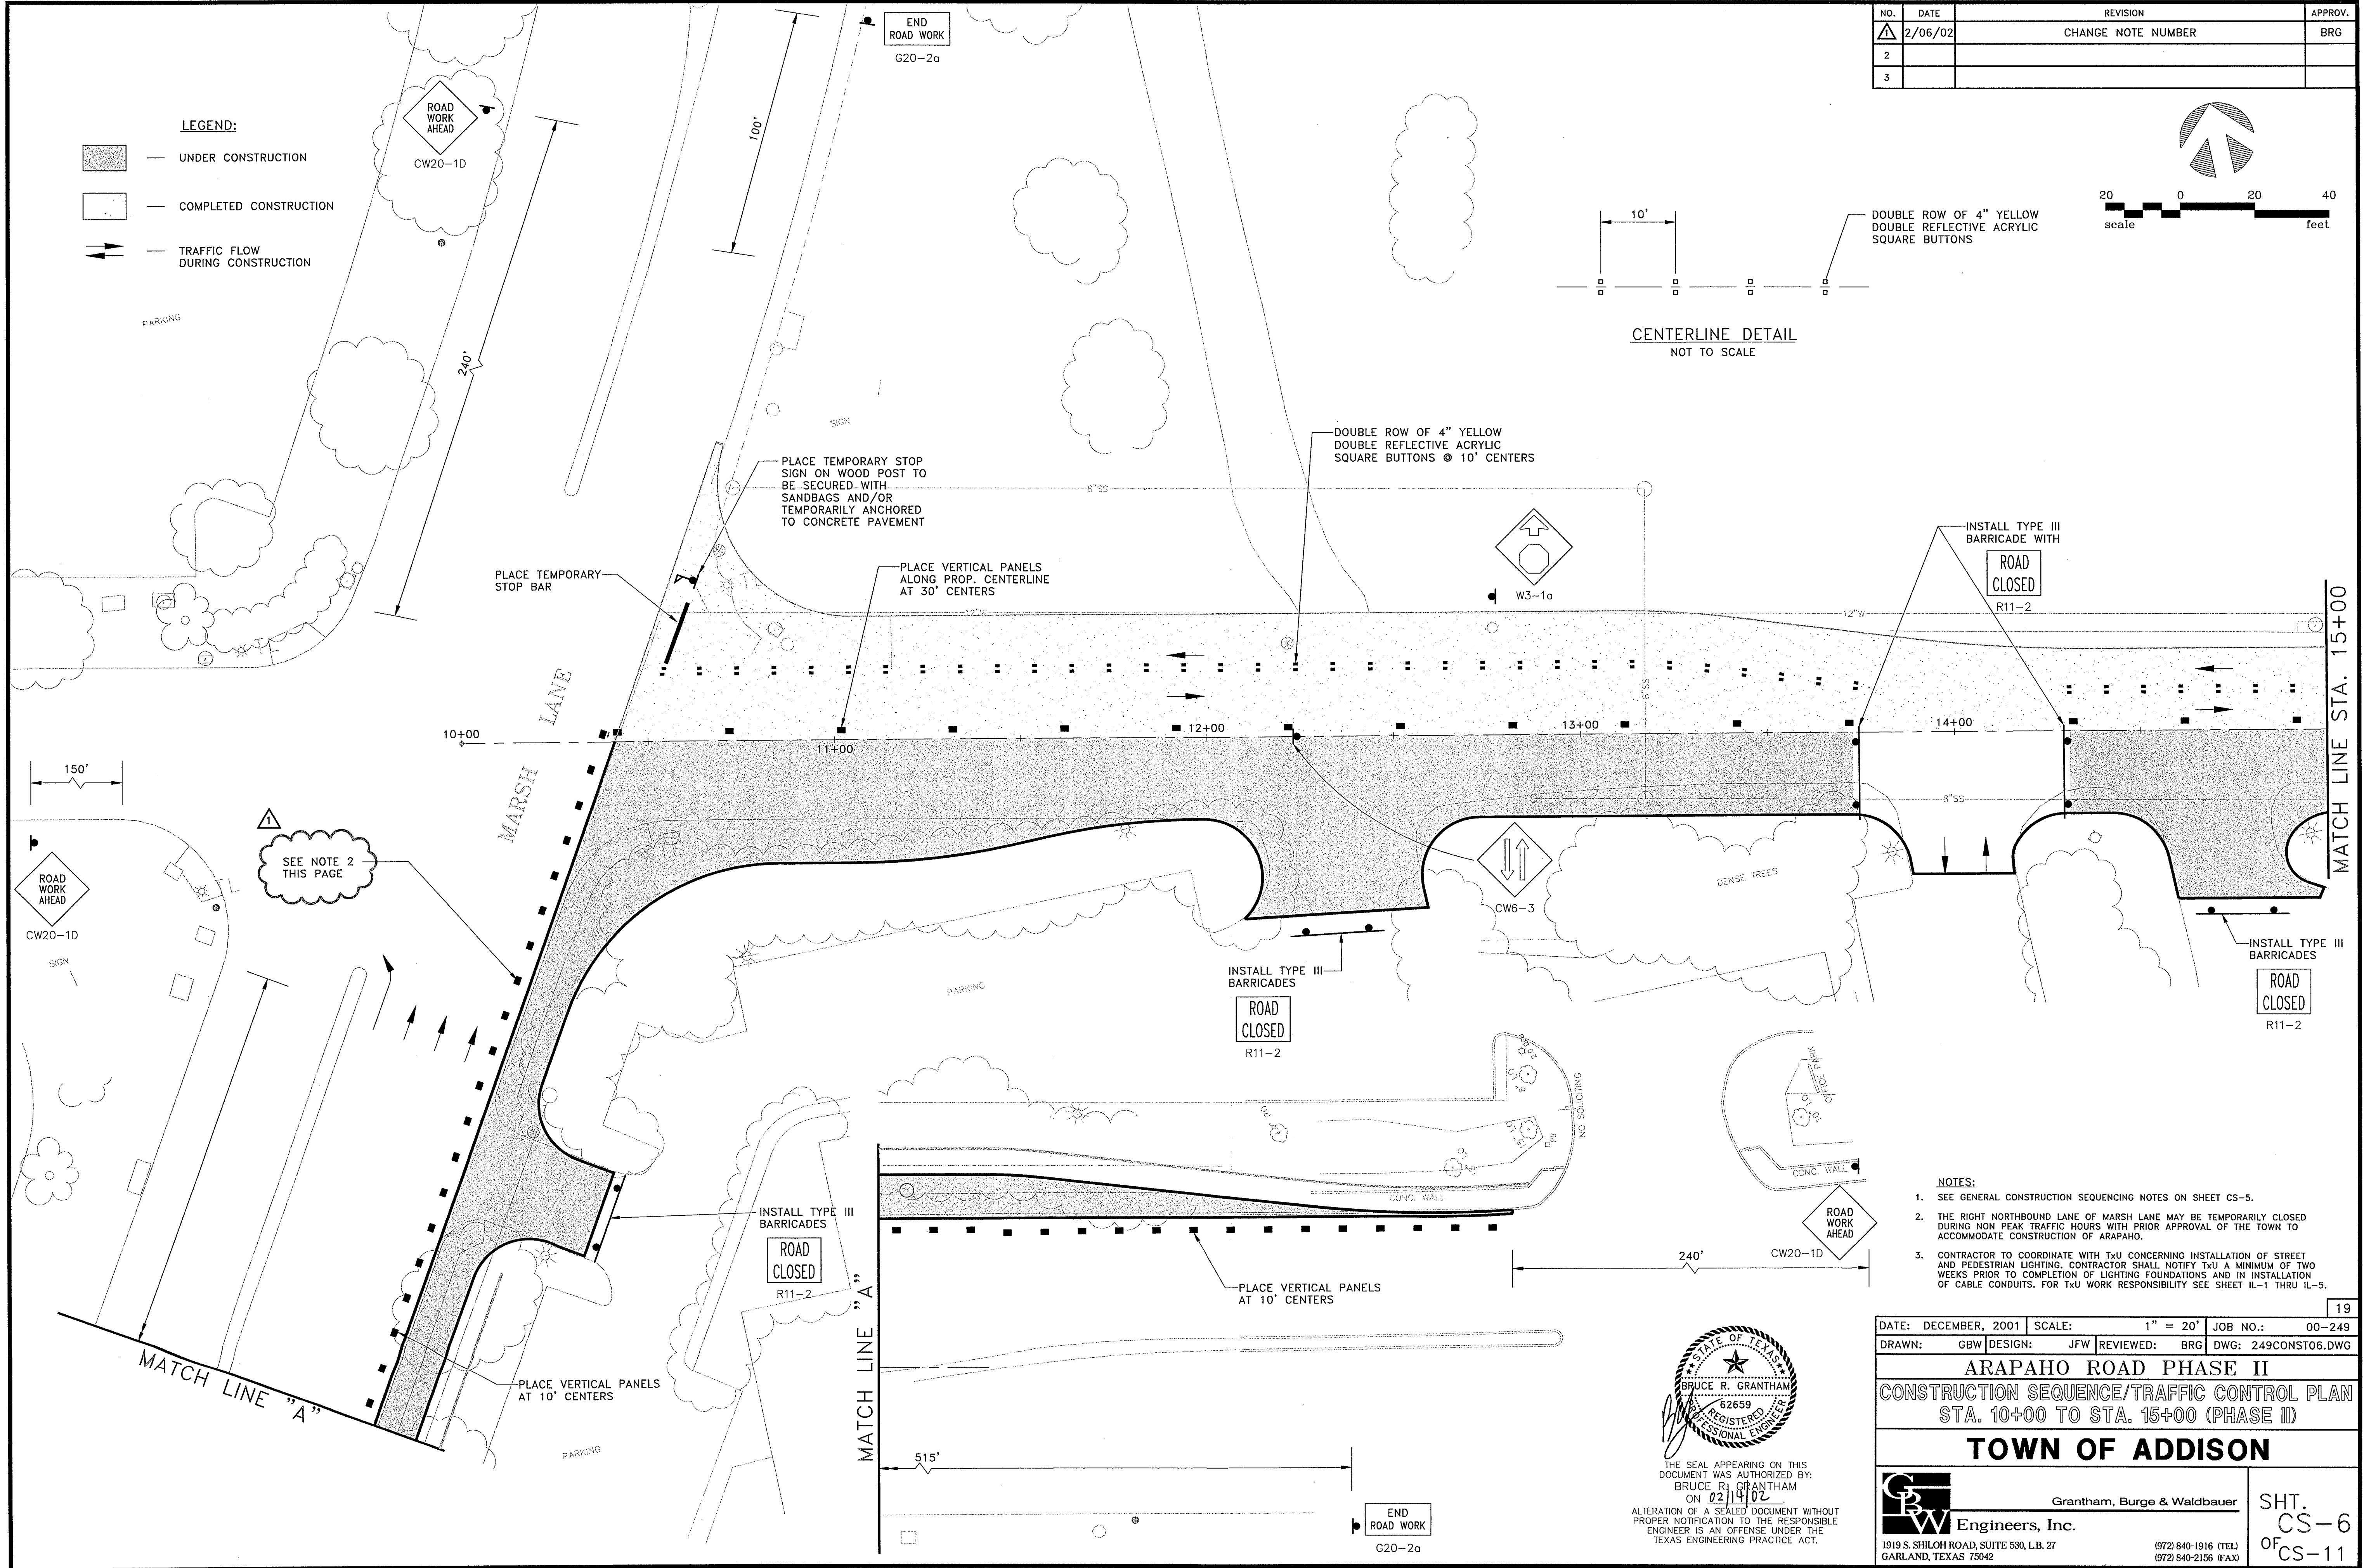 NO. DATE REVISION APPROV.
1 2/06/02 CHANGE NOTE NUMBER BRG
2
3
END
ROAD WORK
G20-2a
ROAD
WORK
AHEAD
CW20-1D
LEGEND:
UNDER CONSTRUCTION
COMPLETED CONSTRUCTION
TRAFFIC FLOW
DURING CONSTRUCTION
100'
240'
PARKING
SIGN
20 0 20 40
scale feet
10'
DOUBLE ROW OF 4" YELLOW
DOUBLE REFLECTIVE ACRYLIC
SQUARE BUTTONS
CENTERLINE DETAIL
NOT TO SCALE
DOUBLE ROW OF 4" YELLOW
DOUBLE REFLECTIVE ACRYLIC
SQUARE BUTTONS @ 10' CENTERS
PLACE TEMPORARY STOP
SIGN ON WOOD POST TO
BE SECURED WITH
SANDBAGS AND/OR
TEMPORARILY ANCHORED
TO CONCRETE PAVEMENT
8"SS
PLACE TEMPORARY
STOP BAR
PLACE VERTICAL PANELS
ALONG PROP. CENTERLINE
AT 30' CENTERS
W3-1a
INSTALL TYPE III
BARRICADE WITH
ROAD
CLOSED
R11-2
12"W
12"W
TL
TL
8"SS
MATCH LINE STA. 15+00
MARSH LANE
10+00
11+00
12+00
13+00
14+00
150'
1
SEE NOTE 2
THIS PAGE
ROAD
WORK
AHEAD
CW20-1D
SIGN
TL
TL
8"SS
DENSE TREES
CW6-3
INSTALL TYPE III
BARRICADES
ROAD
CLOSED
R11-2
INSTALL TYPE III
BARRICADES
ROAD
CLOSED
R11-2
PARKING
NO SOLICITING
OFFICE PARK
CONC. WALL
CONC. WALL
INSTALL TYPE III
BARRICADES
ROAD
CLOSED
R11-2
ROAD
WORK
AHEAD
CW20-1D
240'
PLACE VERTICAL PANELS
AT 10' CENTERS
MATCH LINE "A"
PLACE VERTICAL PANELS
AT 10' CENTERS
PARKING
MATCH LINE "A"
515'
END
ROAD WORK
G20-2a
NOTES:
1. SEE GENERAL CONSTRUCTION SEQUENCING NOTES ON SHEET CS-5.
2. THE RIGHT NORTHBOUND LANE OF MARSH LANE MAY BE TEMPORARILY CLOSED
DURING NON PEAK TRAFFIC HOURS WITH PRIOR APPROVAL OF THE TOWN TO
ACCOMMODATE CONSTRUCTION OF ARAPAHO.
3. CONTRACTOR TO COORDINATE WITH TxU CONCERNING INSTALLATION OF STREET
AND PEDESTRIAN LIGHTING. CONTRACTOR SHALL NOTIFY TxU A MINIMUM OF TWO
WEEKS PRIOR TO COMPLETION OF LIGHTING FOUNDATIONS AND IN INSTALLATION
OF CABLE CONDUITS. FOR TxU WORK RESPONSIBILITY SEE SHEET IL-1 THRU IL-5.
STATE OF TEXAS
BRUCE R. GRANTHAM
62659
REGISTERED
PROFESSIONAL ENGINEER
THE SEAL APPEARING ON THIS
DOCUMENT WAS AUTHORIZED BY:
BRUCE R. GRANTHAM
ON 02/14/02.
ALTERATION OF A SEALED DOCUMENT WITHOUT
PROPER NOTIFICATION TO THE RESPONSIBLE
ENGINEER IS AN OFFENSE UNDER THE
TEXAS ENGINEERING PRACTICE ACT.
19
DATE: DECEMBER, 2001 SCALE: 1" = 20' JOB NO.: 00-249
DRAWN: GBW DESIGN: JFW REVIEWED: BRG DWG: 249CONST06.DWG
ARAPAHO ROAD PHASE II
CONSTRUCTION SEQUENCE/TRAFFIC CONTROL PLAN
STA. 10+00 TO STA. 15+00 (PHASE II)
TOWN OF ADDISON
GBW
Grantham, Burge & Waldbauer
Engineers, Inc.
1919 S. SHILOH ROAD, SUITE 530, L.B. 27 (972) 840-1916 (TEL)
GARLAND, TEXAS 75042 (972) 840-2156 (FAX)
SHT.
CS-6
OF CS-11